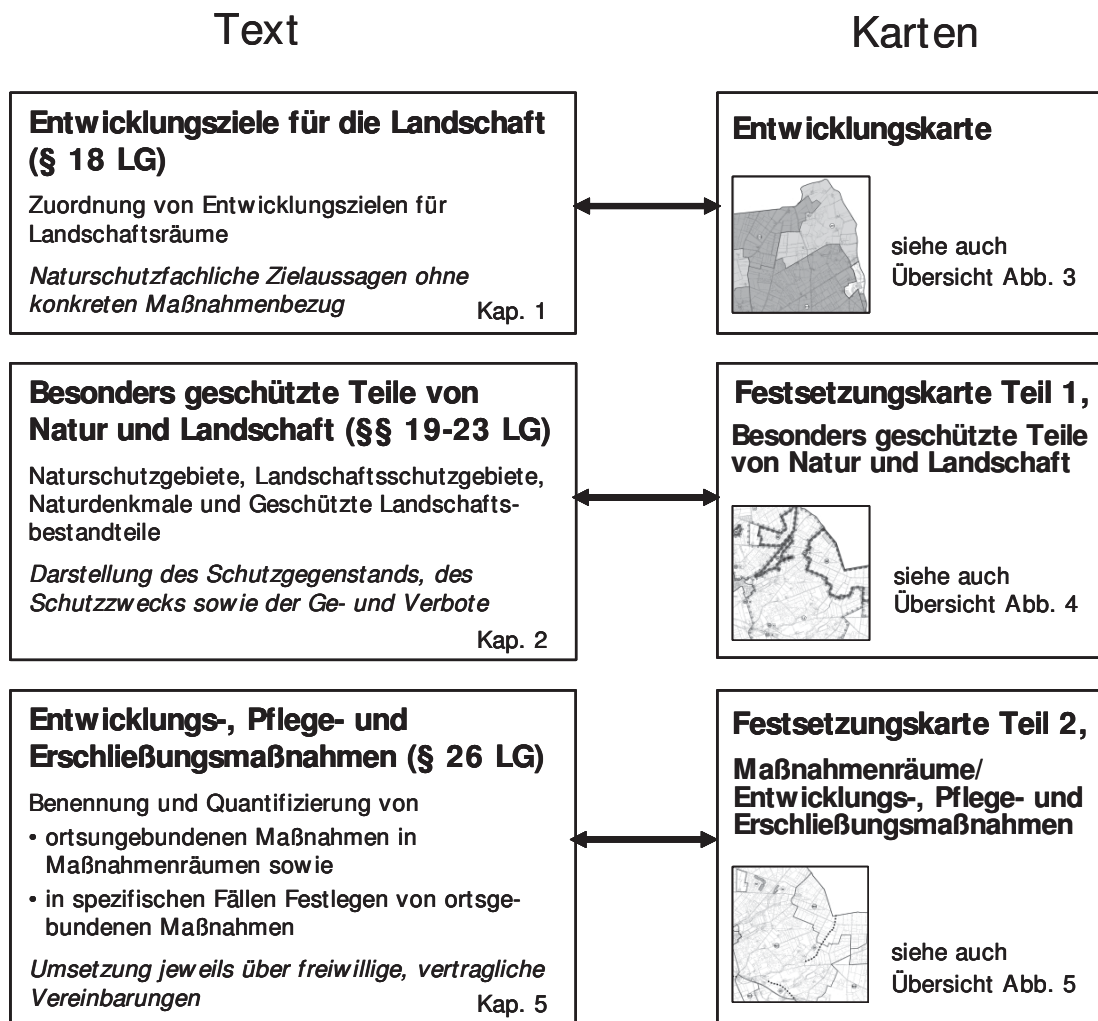 Text
Karten
Entwicklungsziele für die Landschaft
(§ 18 LG)
Zuordnung von Entwicklungszielen für
Landschaftsräume
Naturschutzfachliche Zielaussagen ohne
konkreten Maßnahmenbezug
Kap. 1
Entwicklungskarte
siehe auch
Übersicht Abb. 3
Besonders geschützte Teile von
Natur und Landschaft (§§ 19-23 LG)
Naturschutzgebiete, Landschaftsschutzgebiete,
Naturdenkmale und Geschützte Landschafts-
bestandteile
Darstellung des Schutzgegenstands, des
Schutzzwecks sowie der Ge- und Verbote
Kap. 2
Festsetzungskarte Teil 1,
Besonders geschützte Teile
von Natur und Landschaft
siehe auch
Übersicht Abb. 4
Entwicklungs-, Pflege- und
Erschließungsmaßnahmen (§ 26 LG)
Benennung und Quantifizierung von
• ortsungebundenen Maßnahmen in
Maßnahmenräumen sowie
• in spezifischen Fällen Festlegen von ortsge-
bundenen Maßnahmen
Umsetzung jeweils über freiwillige, vertragliche
Vereinbarungen
Kap. 5
Festsetzungskarte Teil 2,
Maßnahmenräume/
Entwicklungs-, Pflege- und
Erschließungsmaßnahmen
siehe auch
Übersicht Abb. 5